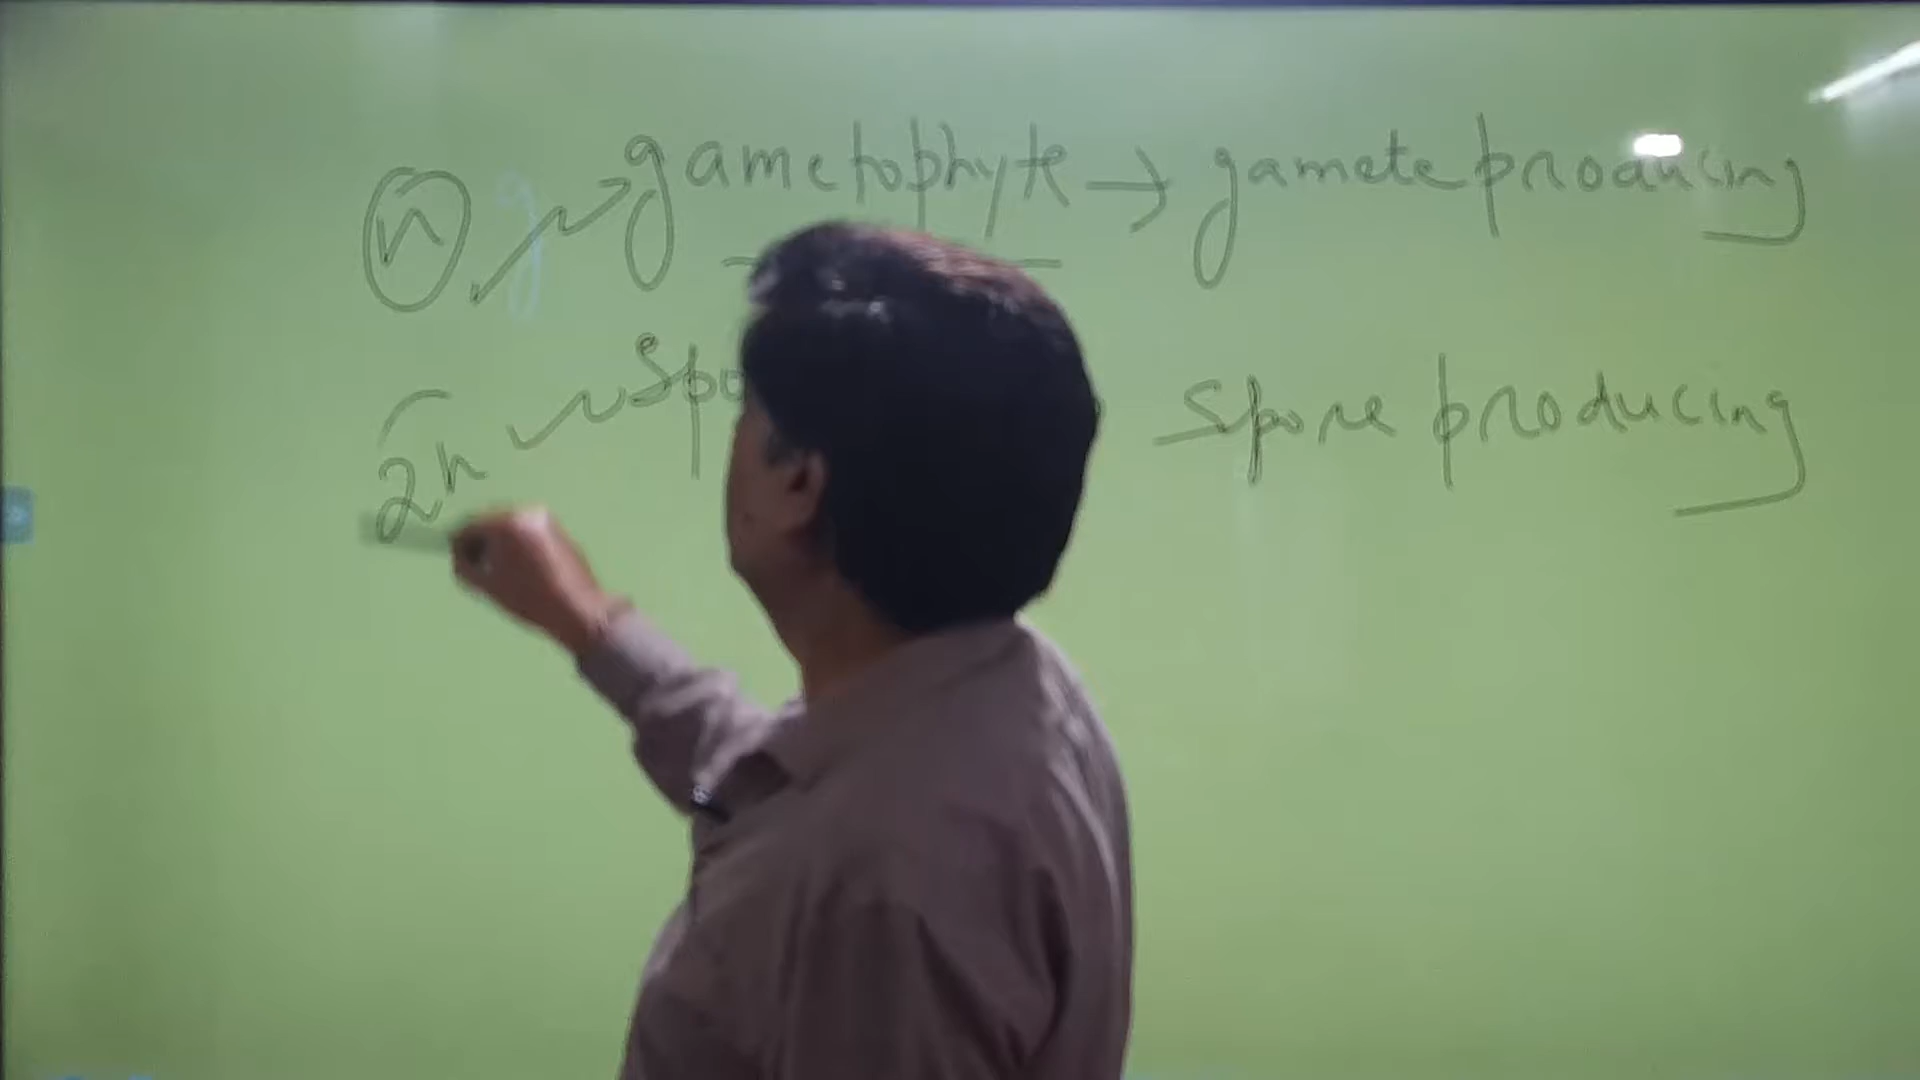 n gametophyte → gamete producing
2n Spo spore producing